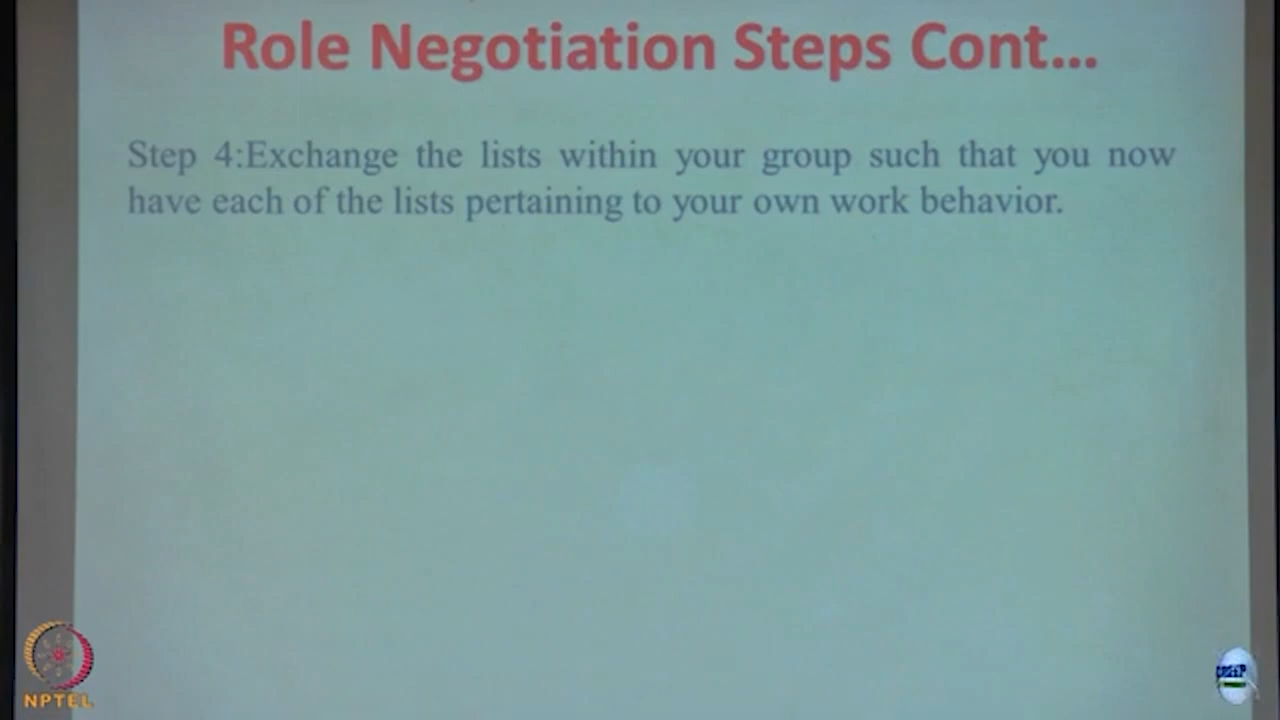 Role Negotiation Steps Cont...
Step 4:Exchange the lists within your group such that you now
have each of the lists pertaining to your own work behavior.
NPTEL